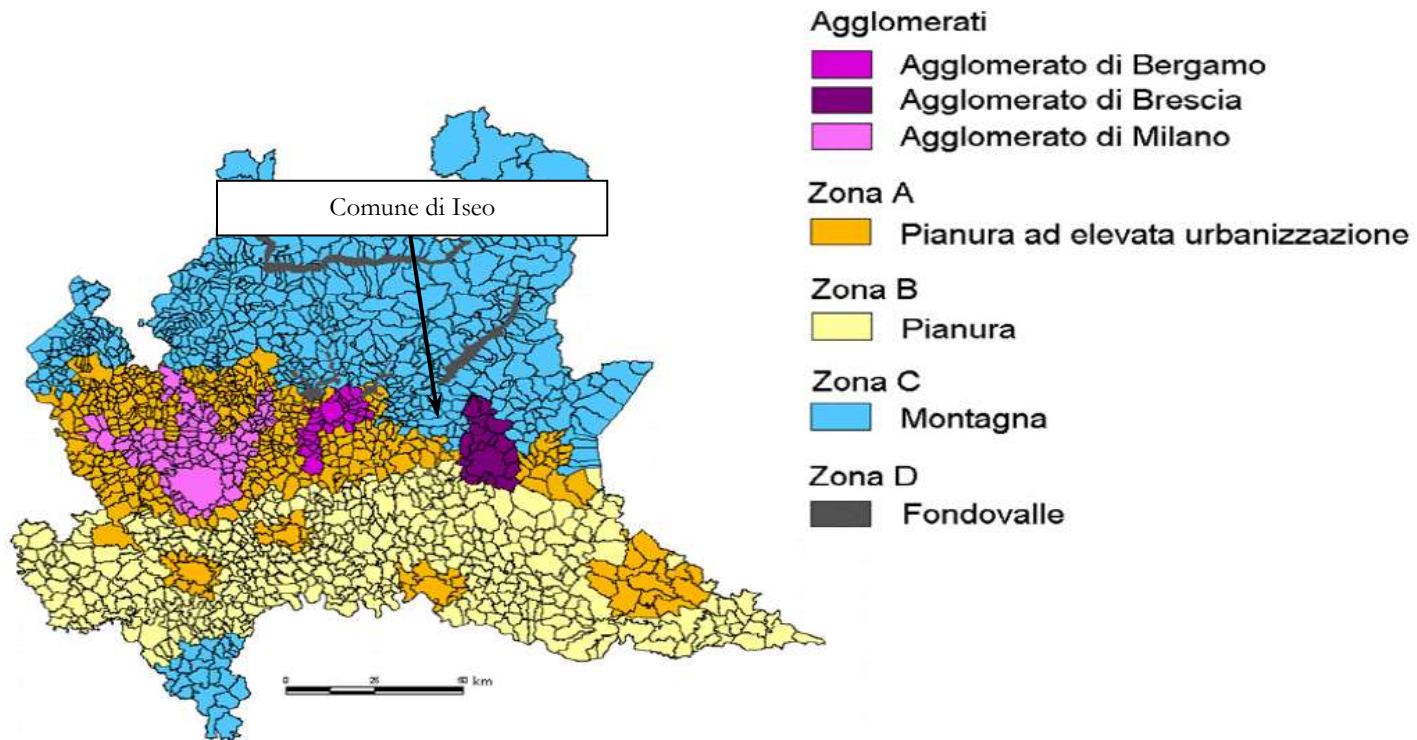 Agglomerati
Agglomerato di Bergamo
Agglomerato di Brescia
Agglomerato di Milano
Zona A
Pianura ad elevata urbanizzazione
Zona B
Pianura
Zona C
Montagna
Zona D
Fondovalle
Comune di Iseo
0 25 50 km